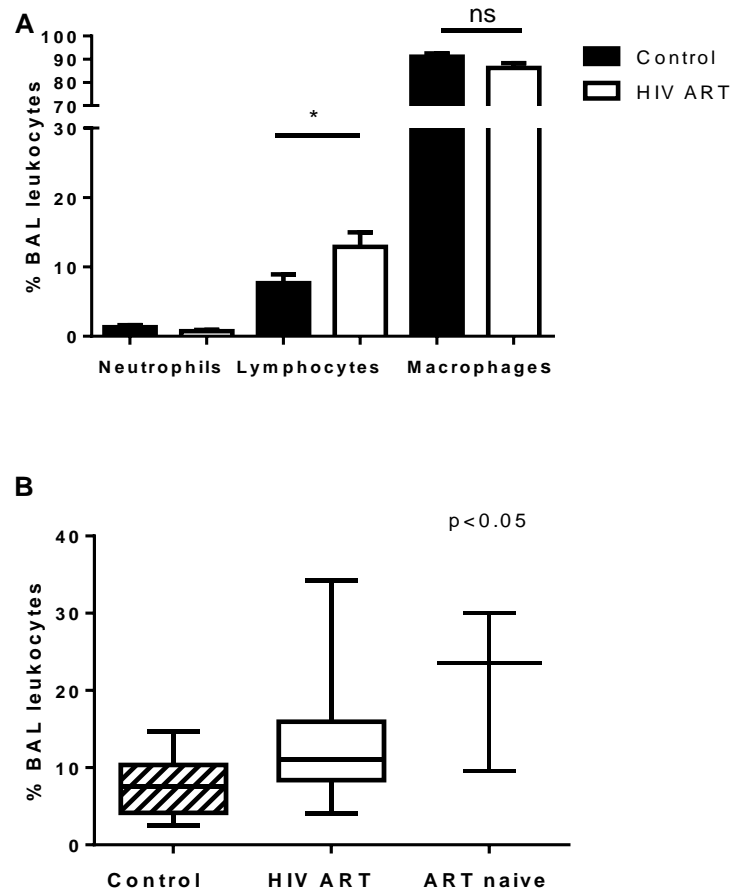 A
ns
100
90
80
70
30
20
10
0
% BAL leukocytes
*
Control
HIV ART
Neutrophils Lymphocytes Macrophages
B
p<0.05
40
30
20
10
0
% BAL leukocytes
Control HIV ART ART naive